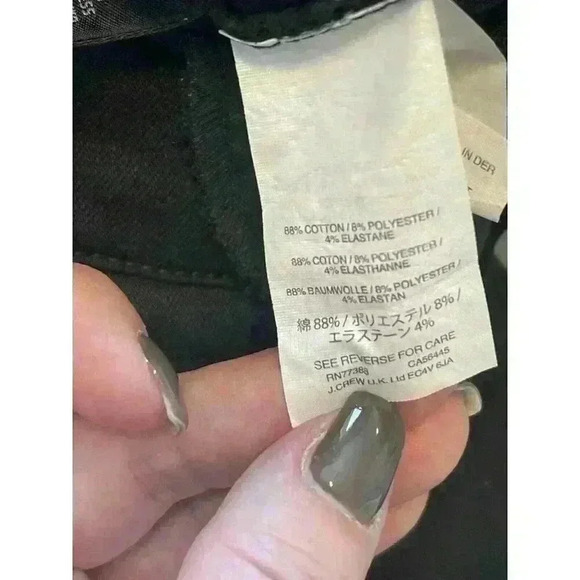 IN DER
88% COTTON / 8% POLYESTER /
4% ELASTANE
88% COTON / 8% POLYESTER /
4% ELASTHANNE
88% BAUMWOLLE / 8% POLYESTER /
4% ELASTAN
綿 88% / ポリエステル 8% /
エラステーン 4%
SEE REVERSE FOR CARE
RN77388 CA56445
J.CREW U.K. Ltd EC4V 6JA